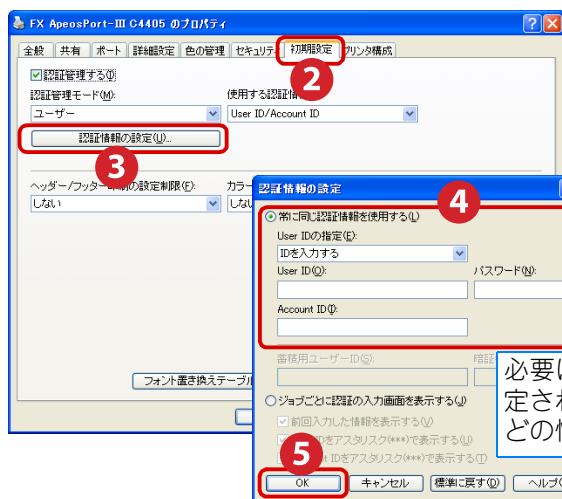 FX ApeosPort-III C4405 のプロパティ
全般 共有 ポート 詳細設定 色の管理 セキュリティ 初期設定 プリンタ構成
2
認証管理する(I)
認証管理モード(M): 使用する認証情
ユーザー User ID/Account ID
認証情報の設定(U)...
3
ヘッダー/フッター の設定制限(F): カラー
しない しない
認証情報の設定
4
常に同じ認証情報を使用する(L)
User IDの指定(E):
IDを入力する
User ID(O): パスワード(N):
Account ID(I):
蓄積用ユーザーID(S): 暗証
フォント置き換えテーブル
必要に
定され
どの情
ジョブごとに認証の入力画面を表示する(J)
前回入力した情報を表示する(V)
IDをアスタリスク(***)で表示する(U)
t IDをアスタリスク(***)で表示する(T)
5
OK キャンセル 標準に戻す(D) ヘルプ(